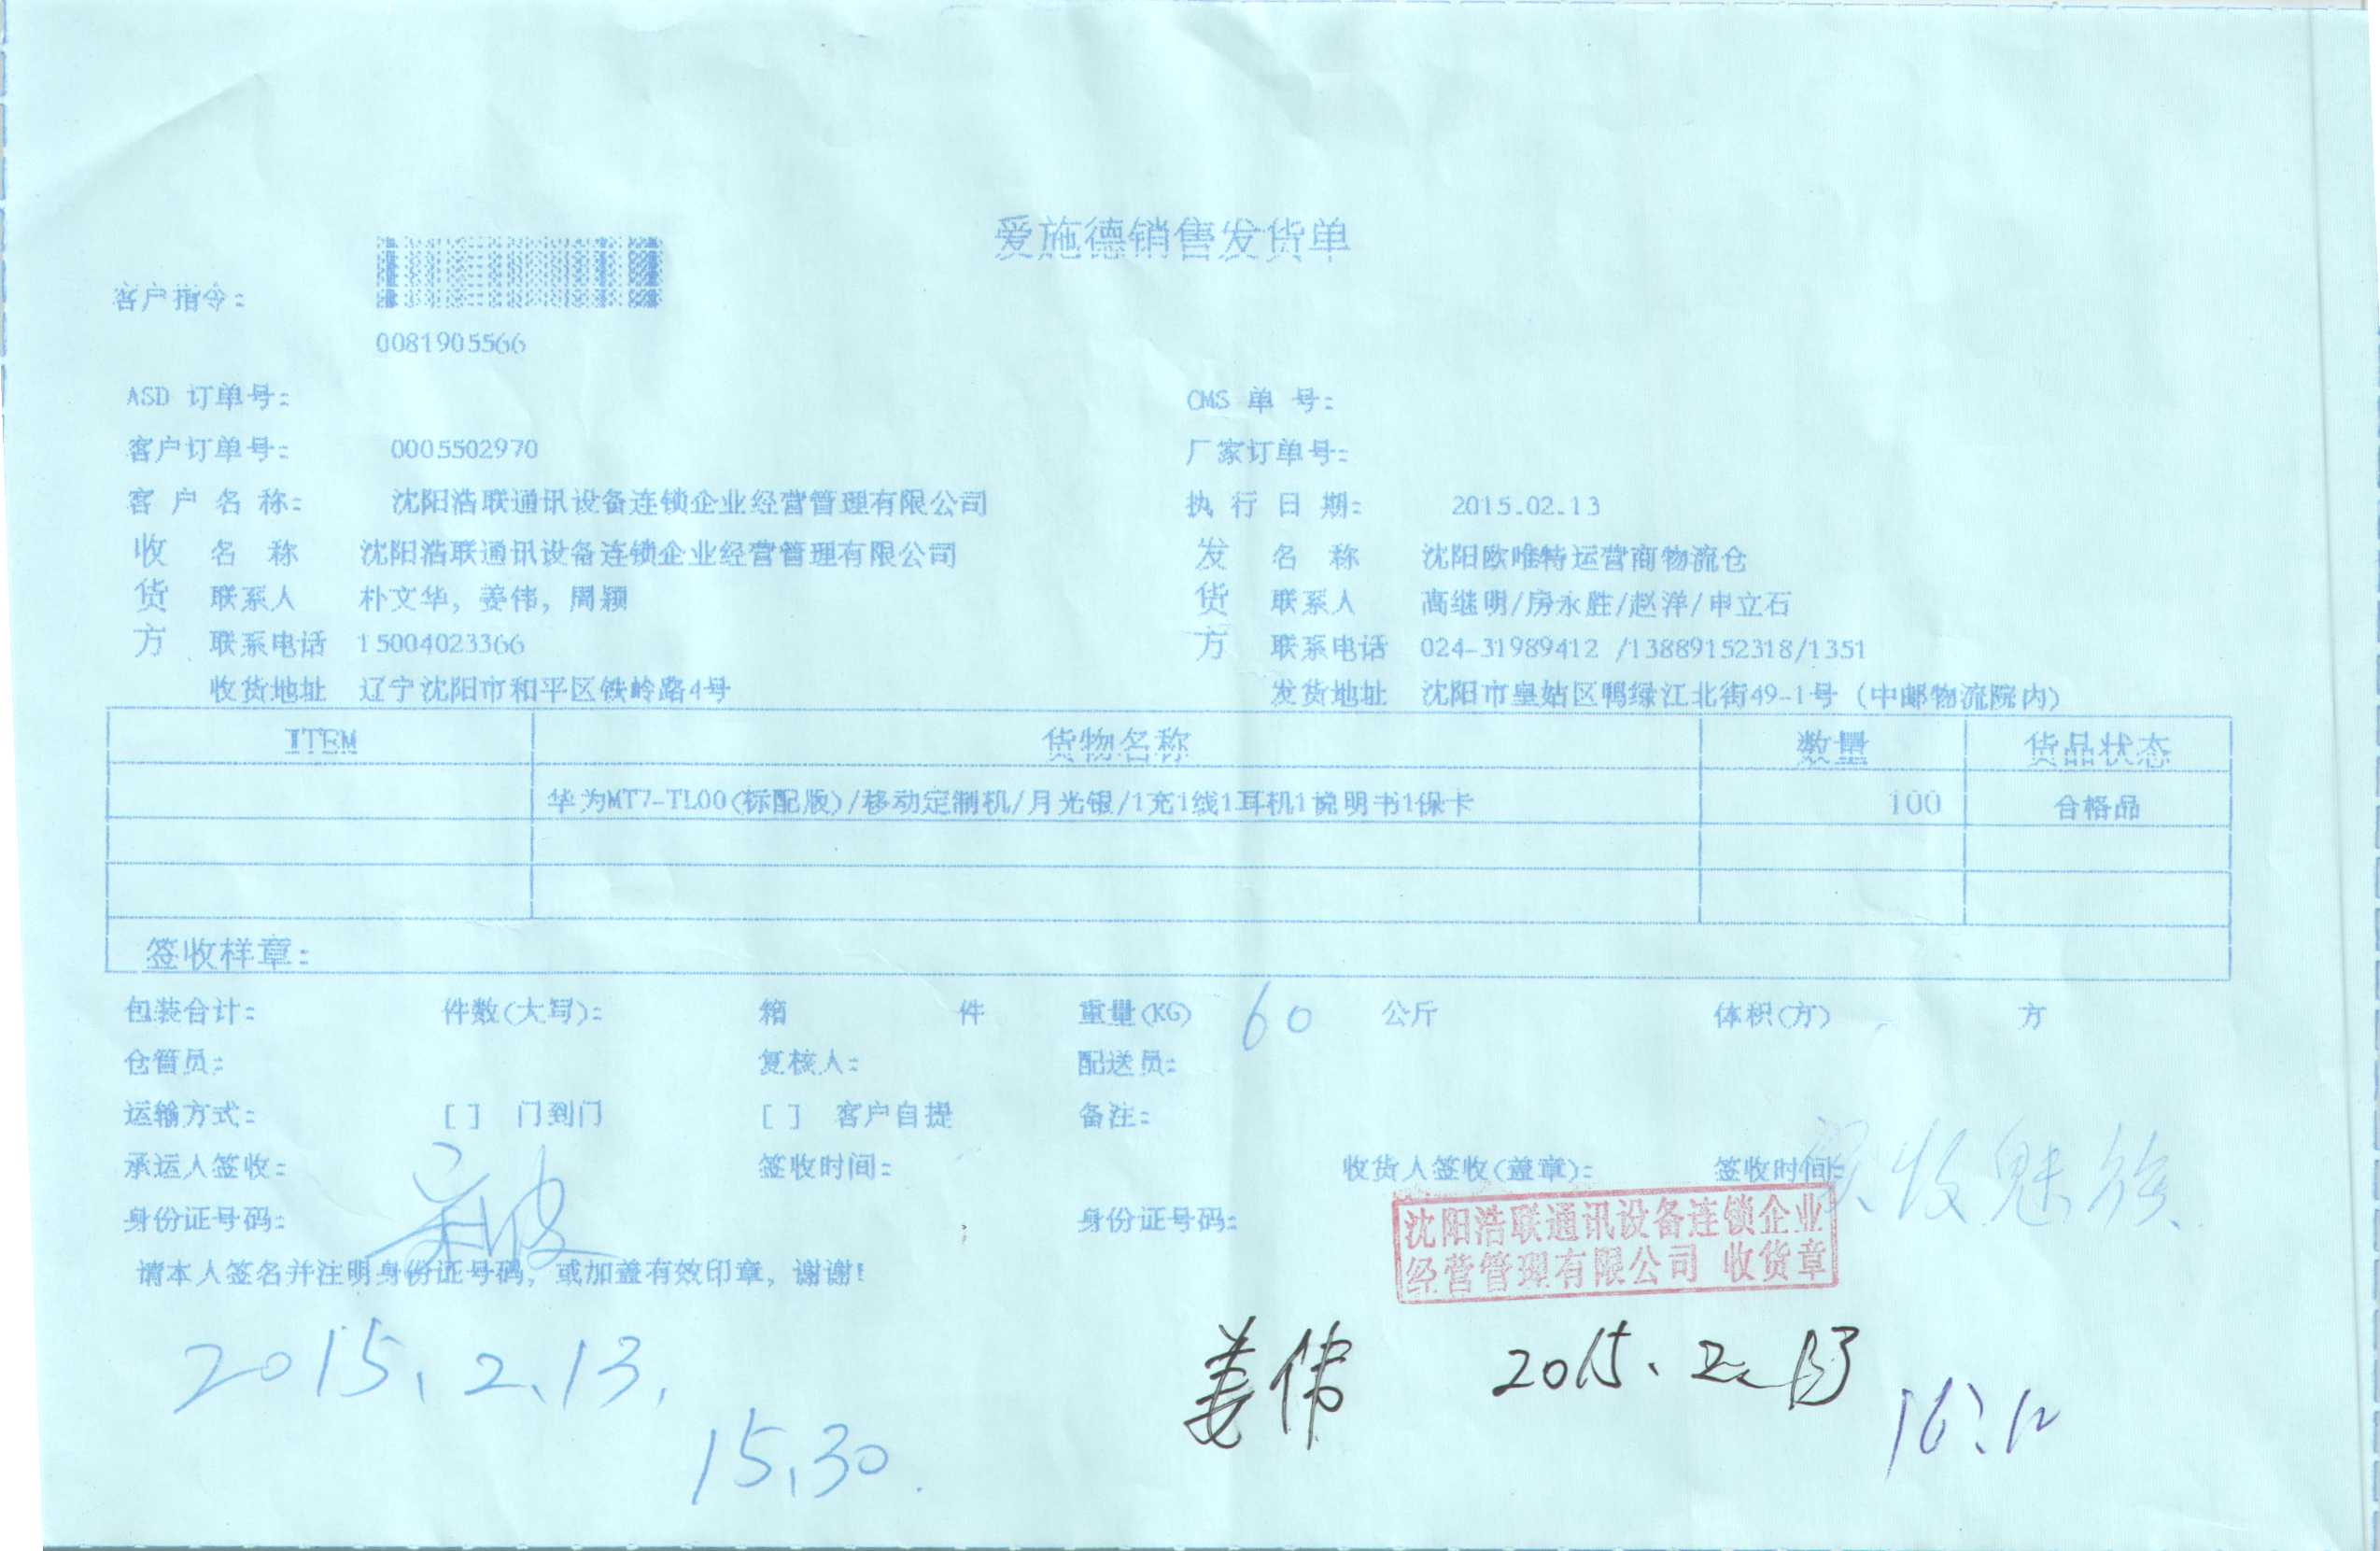 爱施德销售发货单
客户指令:
0081905566
ASD 订单号: CMS 单 号:
客户订单号: 0005502970 厂家订单号:
客 户 名 称: 沈阳浩联通讯设备连锁企业经营管理有限公司 执 行 日 期: 2015.02.13
收 名 称 沈阳浩联通讯设备连锁企业经营管理有限公司 发 名 称 沈阳欧唯特运营商物流仓
货 联系人 朴文华, 姜伟, 周颖 货 联系人 高继明/房永胜/赵洋/申立石
方 联系电话 15004023366 方 联系电话 024-31989412 /13889152318/1351
收货地址 辽宁沈阳市和平区铁岭路4号 发货地址 沈阳市皇姑区鸭绿江北街49-1号 (中邮物流院内)
ITEM 货物名称 数量 货品状态
华为MT7-TL00(标配版)/移动定制机/月光银/1充1线1耳机1说明书1保卡 100 合格品
签收样章:
包装合计: 件数(大写): 箱 件 重量(KG) 60 公斤 体积(方) 方
仓管员: 复核人: 配送员:
运输方式: [ ] 门到门 [ ] 客户自提 备注:
承运人签收: 签收时间: 收货人签收(盖章): 签收时间:
身份证号码: 身份证号码:
沈阳浩联通讯设备连锁企业
经营管理有限公司 收货章
请本人签名并注明身份证号码, 或加盖有效印章, 谢谢!
2015.2.13.
15.30.
姜伟 2015.2.13